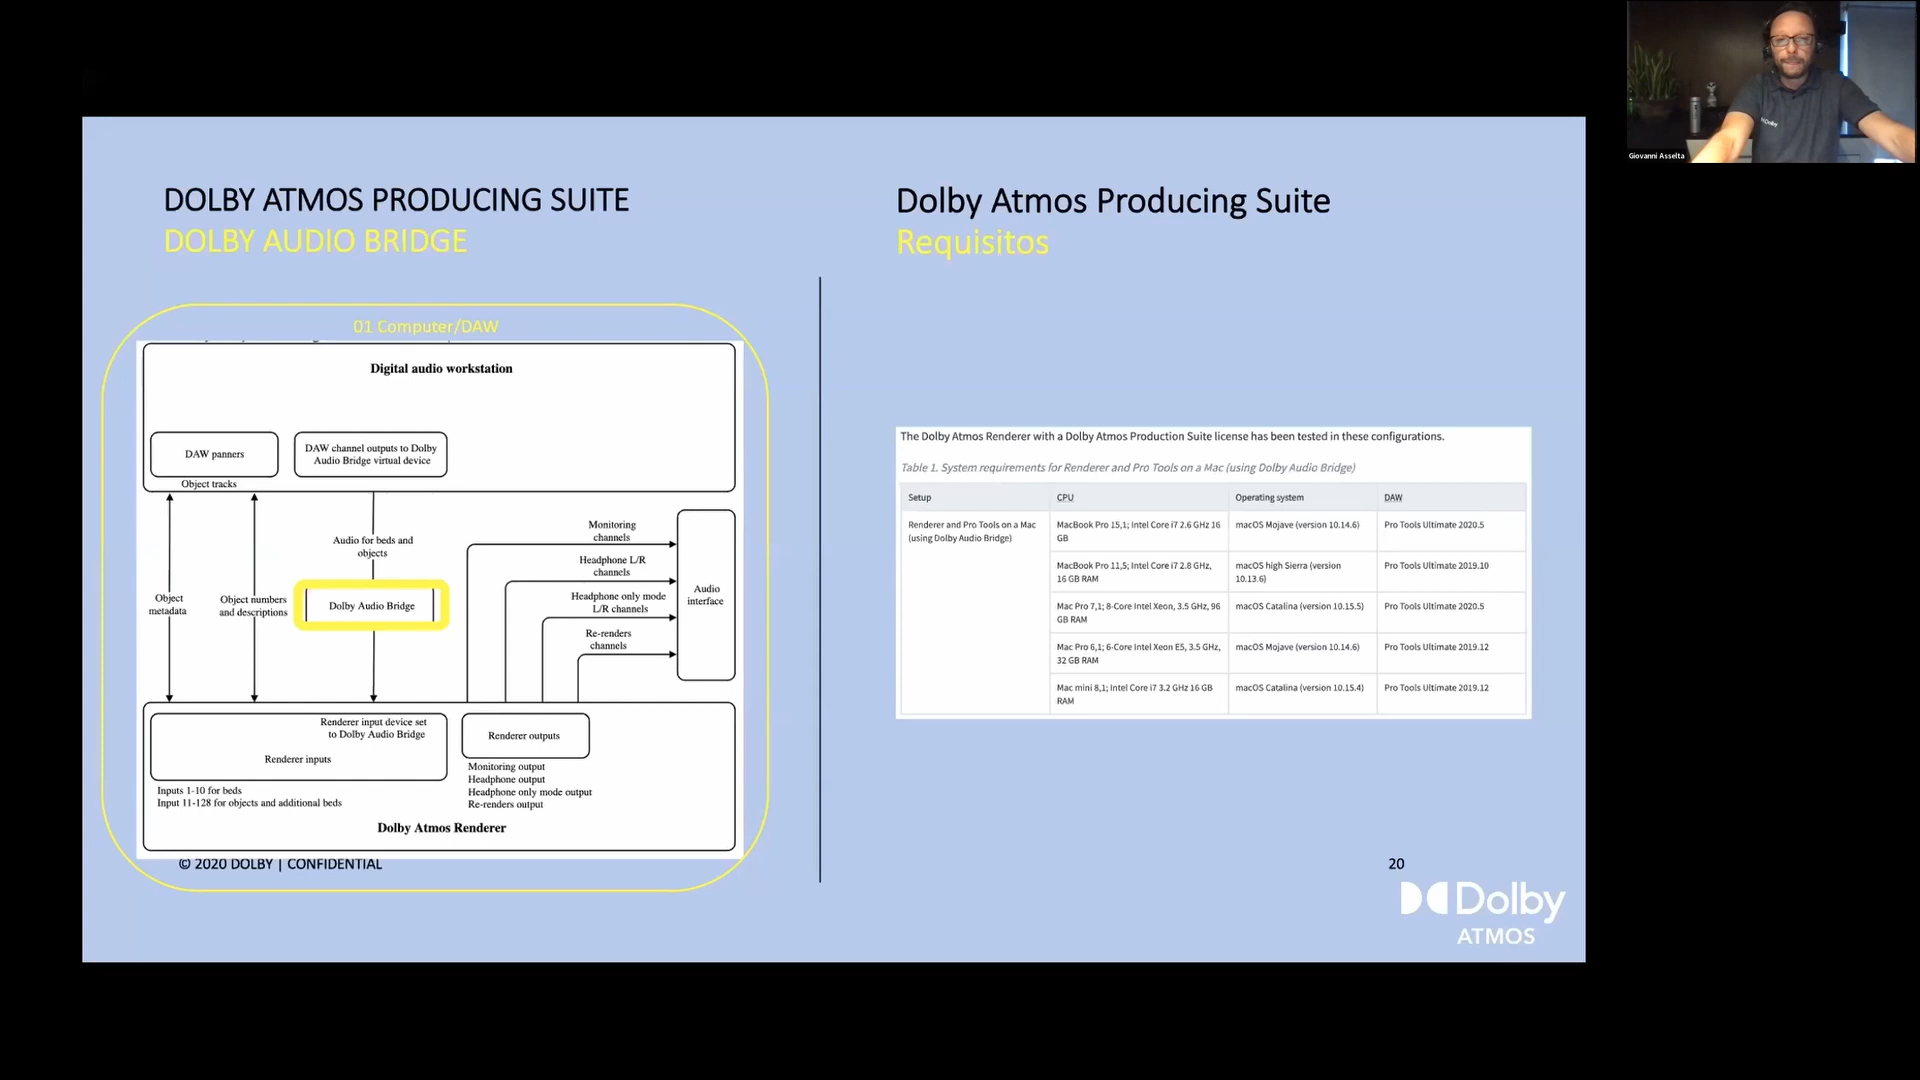 Giovanni Asselta
Dolby
DOLBY ATMOS PRODUCING SUITE
DOLBY AUDIO BRIDGE
01 Computer/DAW
Digital audio workstation
DAW panners
DAW channel outputs to Dolby
Audio Bridge virtual device
Object tracks
Audio for beds and
objects
Object
metadata
Object numbers
and descriptions
Dolby Audio Bridge
Monitoring
channels
Headphone L/R
channels
Headphone only mode
L/R channels
Re-renders
channels
Audio
interface
Renderer input device set
to Dolby Audio Bridge
Renderer inputs
Inputs 1-10 for beds
Input 11-128 for objects and additional beds
Renderer outputs
Monitoring output
Headphone output
Headphone only mode output
Re-renders output
Dolby Atmos Renderer
© 2020 DOLBY | CONFIDENTIAL
Dolby Atmos Producing Suite
Requisitos
The Dolby Atmos Renderer with a Dolby Atmos Production Suite license has been tested in these configurations.
Table 1. System requirements for Renderer and Pro Tools on a Mac (using Dolby Audio Bridge)
Setup CPU Operating system DAW
Renderer and Pro Tools on a Mac MacBook Pro 15,1; Intel Core i7 2.6 GHz 16 macOS Mojave (version 10.14.6) Pro Tools Ultimate 2020.5
(using Dolby Audio Bridge) GB
MacBook Pro 11,5; Intel Core i7 2.8 GHz, macOS high Sierra (version Pro Tools Ultimate 2019.10
16 GB RAM 10.13.6)
Mac Pro 7,1; 8-Core Intel Xeon, 3.5 GHz, 96 macOS Catalina (version 10.15.5) Pro Tools Ultimate 2020.5
GB RAM
Mac Pro 6,1; 6-Core Intel Xeon E5, 3.5 GHz, macOS Mojave (version 10.14.6) Pro Tools Ultimate 2019.12
32 GB RAM
Mac mini 8,1; Intel Core i7 3.2 GHz 16 GB macOS Catalina (version 10.15.4) Pro Tools Ultimate 2019.12
RAM
20
Dolby
ATMOS